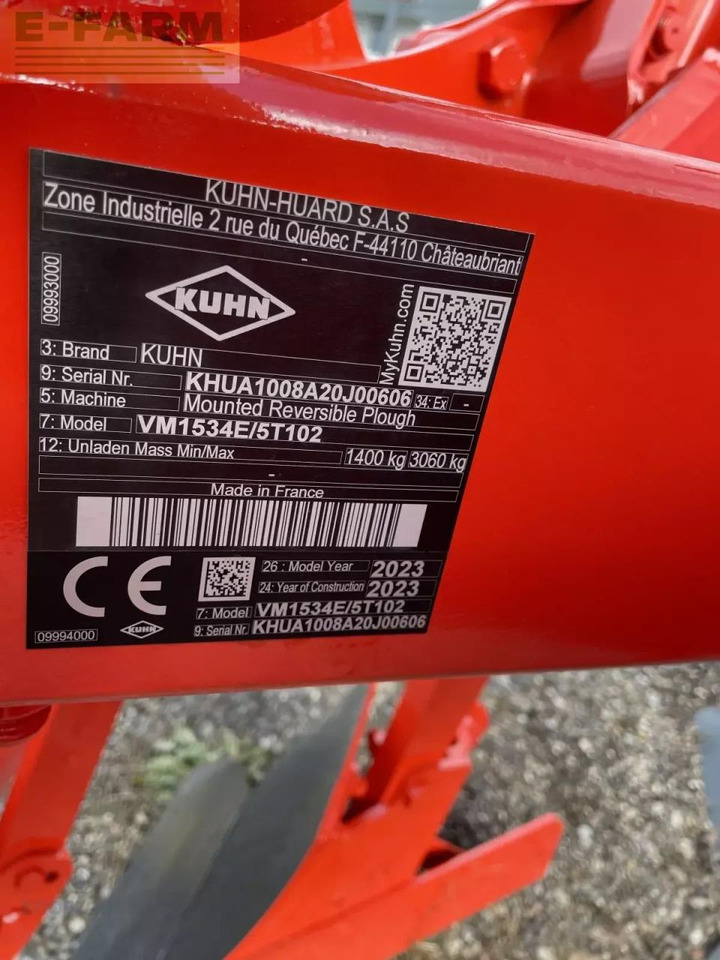 E-FARM
KUHN-HUARD S.A.S
Zone Industrielle 2 rue du Québec F-44110 Châteaubriant
-
09993000
KUHN
MyKuhn.com
3: Brand KUHN
9: Serial Nr. KHUA1008A20J00606 34: Ex -
5: Machine Mounted Reversible Plough
7: Model VM1534E/5T102
12: Unladen Mass Min/Max 1400 kg 3060 kg
-
Made in France
CE
26 : Model Year 2023
24: Year of Construction 2023
7: Model VM1534E/5T102
09994000 KUHN 9: Serial Nr. KHUA1008A20J00606